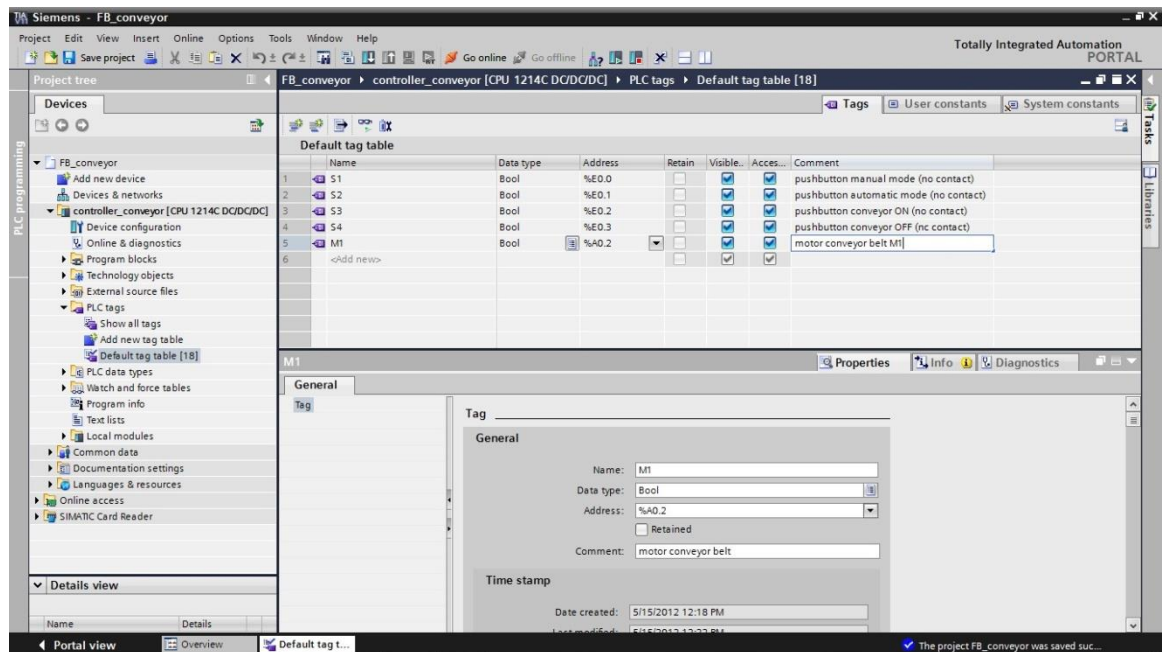 Siemens - FB_conveyor
Project Edit View Insert Online Options Tools Window Help
Totally Integrated Automation
PORTAL
Save project Go online Go offline
Project tree
FB_conveyor controller_conveyor [CPU 1214C DC/DC/DC] PLC tags Default tag table [18]
Devices
Tags User constants System constants
Default tag table
Name Data type Address Retain Visible.. Acces... Comment
1 S1 Bool %E0.0 pushbutton manual mode (no contact)
2 S2 Bool %E0.1 pushbutton automatic mode (no contact)
3 S3 Bool %E0.2 pushbutton conveyor ON (no contact)
4 S4 Bool %E0.3 pushbutton conveyor OFF (nc contact)
5 M1 Bool %A0.2 motor conveyor belt M1
6 <Add new>
FB_conveyor
Add new device
Devices & networks
controller_conveyor [CPU 1214C DC/DC/DC]
Device configuration
Online & diagnostics
Program blocks
Technology objects
External source files
PLC tags
Show all tags
Add new tag table
Default tag table [18]
PLC data types
Watch and force tables
Program info
Text lists
Local modules
Common data
Documentation settings
Languages & resources
Online access
SIMATIC Card Reader
PLC programming
Tasks
Libraries
M1
Properties Info Diagnostics
General
Tag
Tag
General
Name: M1
Data type: Bool
Address: %A0.2
Retained
Comment: motor conveyor belt
Time stamp
Date created: 5/15/2012 12:18 PM
Last modified: 5/15/2012 12:22 PM
Details view
Name Details
Portal view Overview Default tag t... The project FB_conveyor was saved suc...